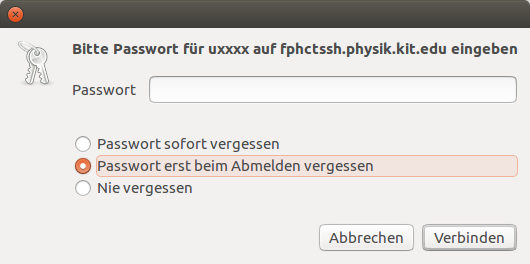 Bitte Passwort für uxxxx auf fphctssh.physik.kit.edu eingeben
Passwort
Passwort sofort vergessen
Passwort erst beim Abmelden vergessen
Nie vergessen
Abbrechen Verbinden